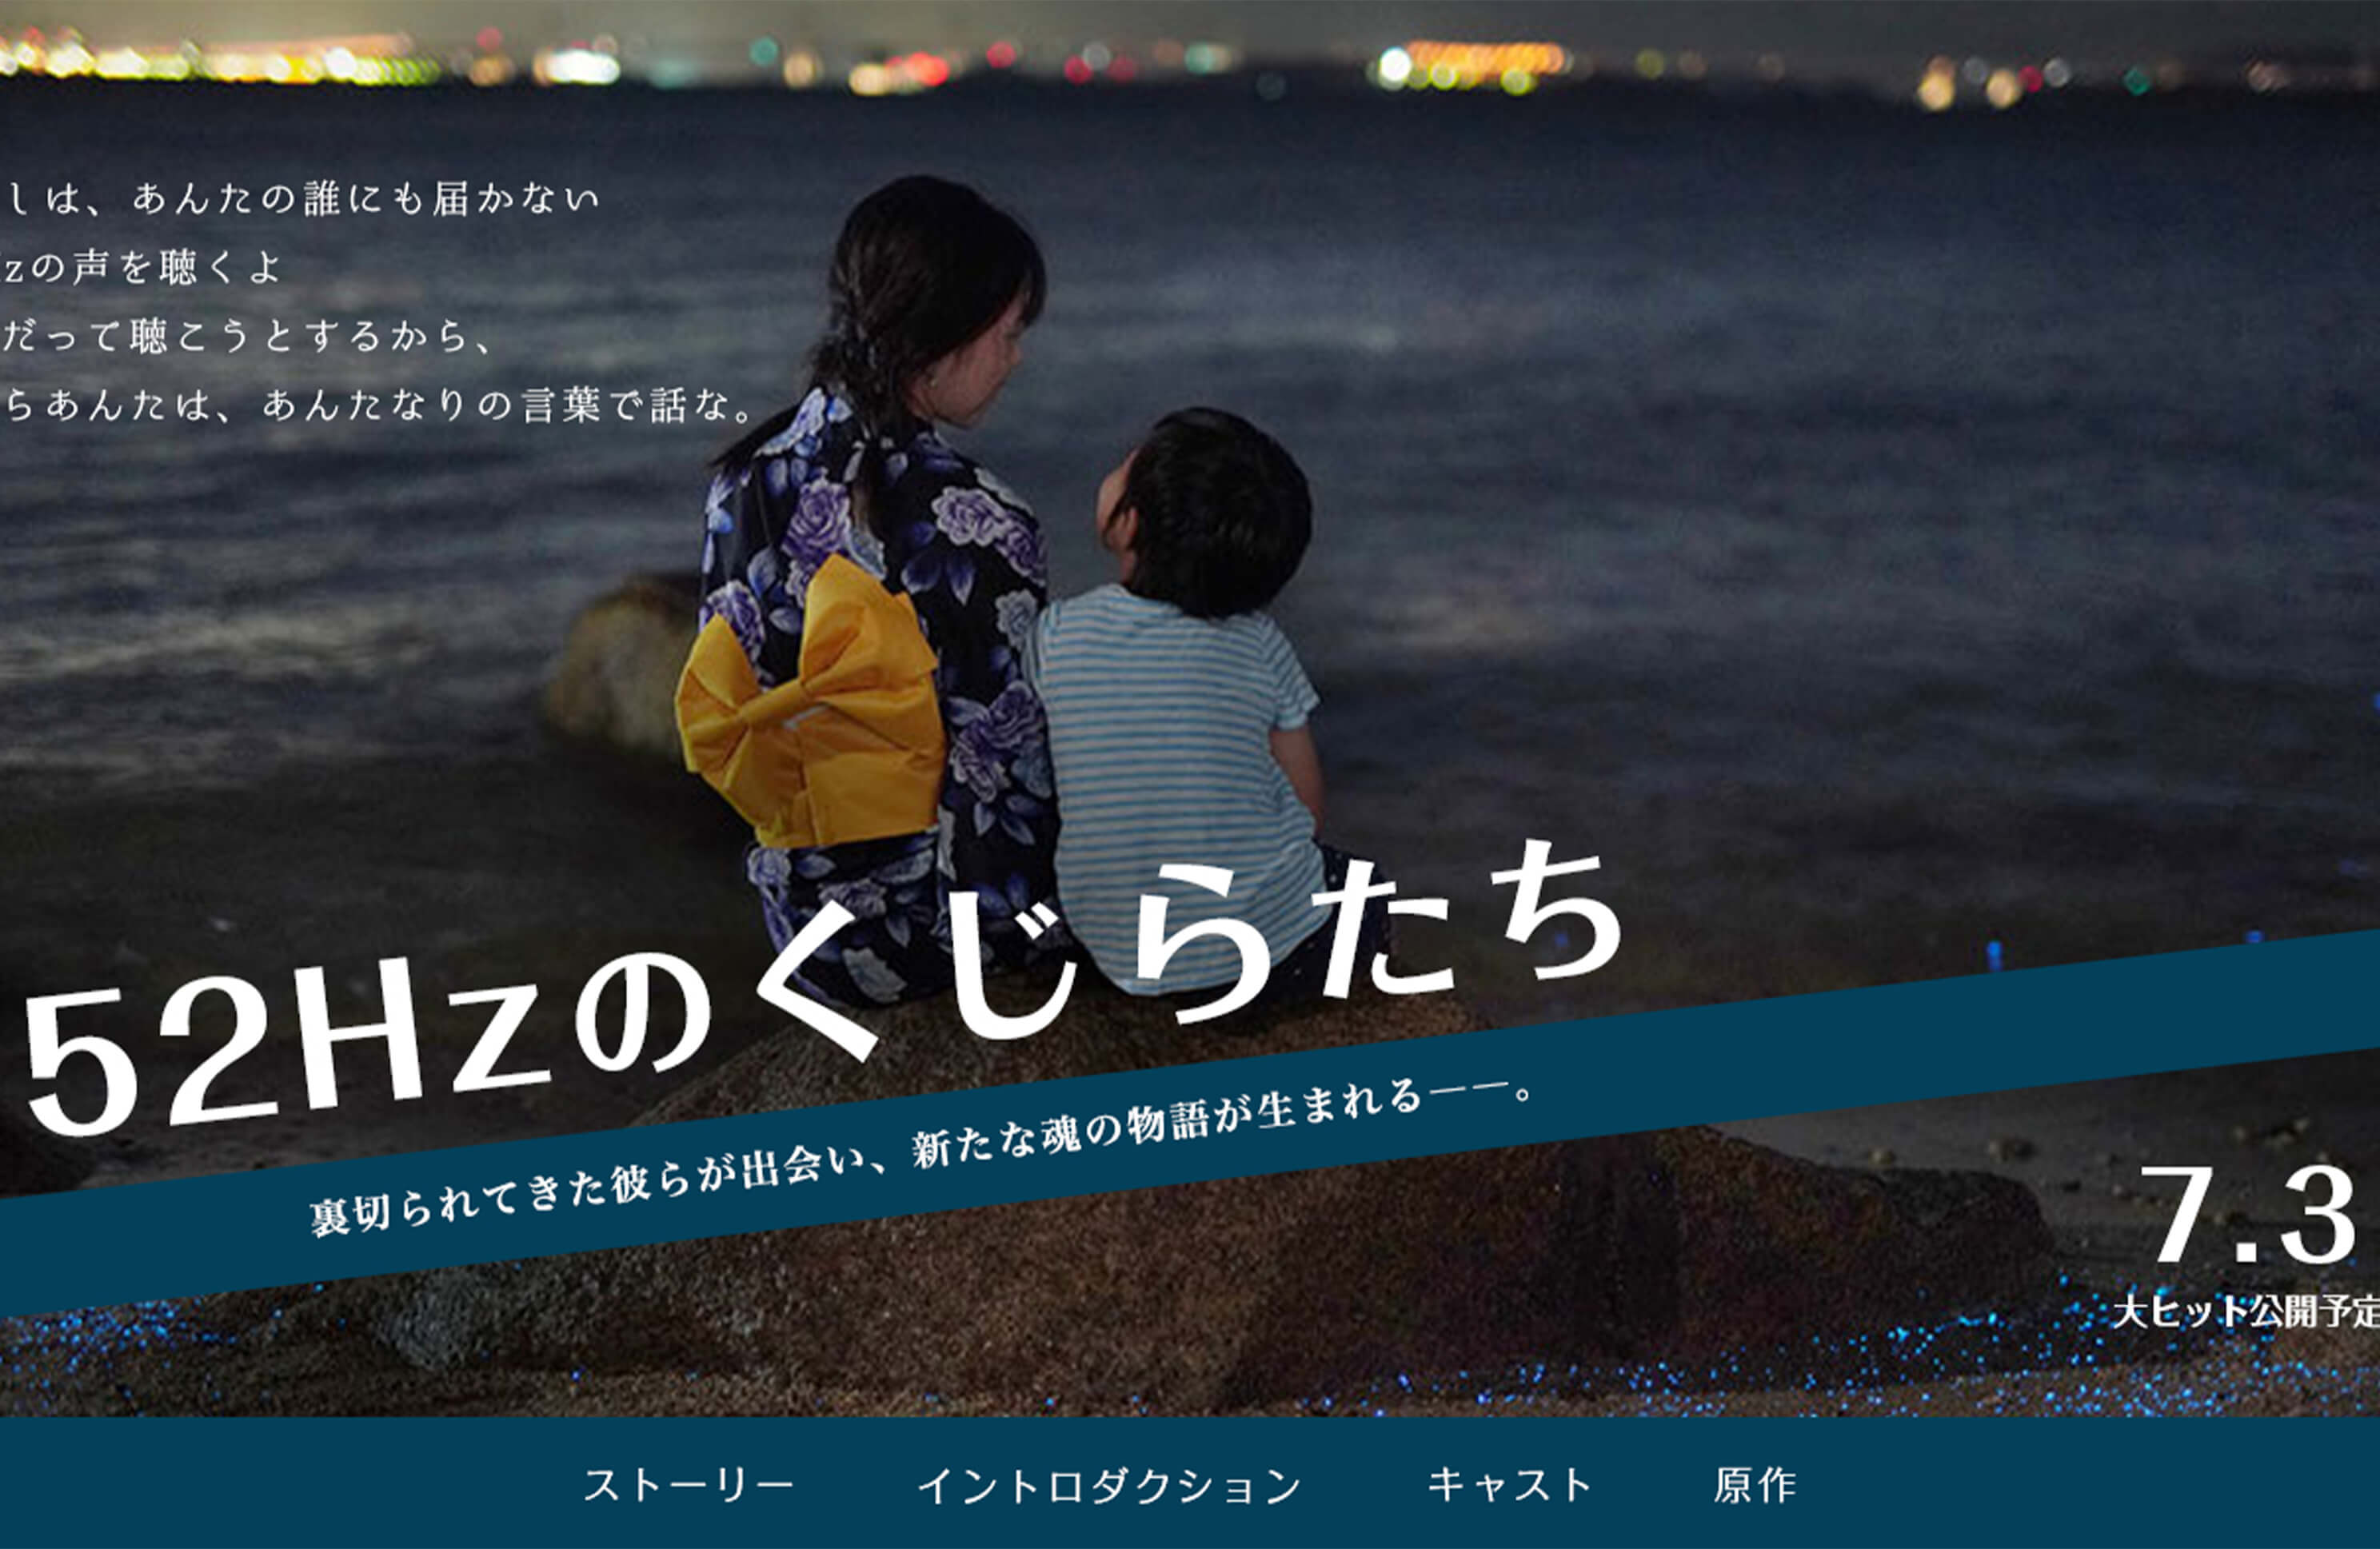 しは、あんたの誰にも届かない
zの声を聴くよ
だって聴こうとするから、
らあんたは、あんたなりの言葉で話な。
52Hzのくじらたち
裏切られてきた彼らが出会い、新たな魂の物語が生まれる——。
7.3
大ヒット公開予定
ストーリー イントロダクション キャスト 原作